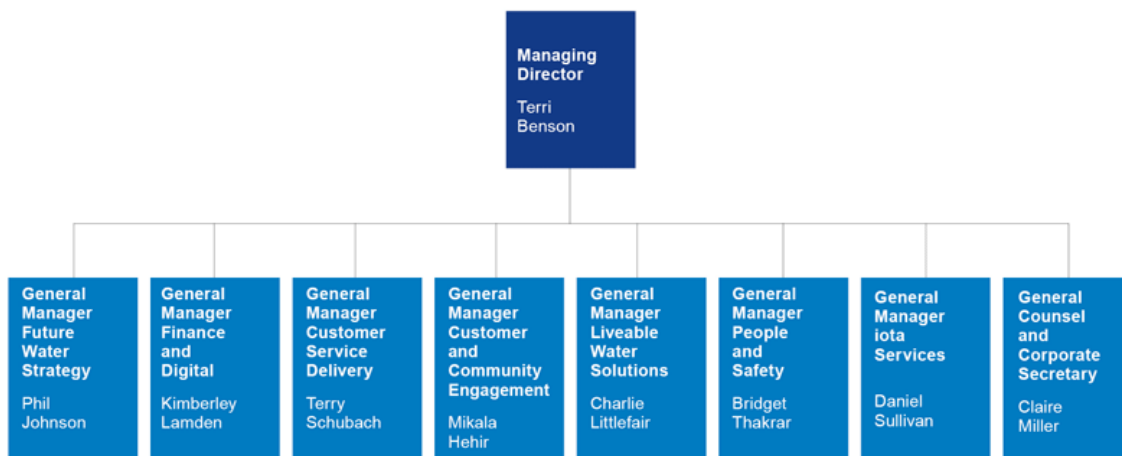 Managing
Director
Terri
Benson
General
Manager
Future
Water
Strategy
Phil
Johnson
General
Manager
Finance
and
Digital
Kimberley
Lamden
General
Manager
Customer
Service
Delivery
Terry
Schubach
General
Manager
Customer
and
Community
Engagement
Mikala
Hehir
General
Manager
Liveable
Water
Solutions
Charlie
Littlefair
General
Manager
People
and
Safety
Bridget
Thakrar
General
Manager
iota
Services
Daniel
Sullivan
General
Counsel
and
Corporate
Secretary
Claire
Miller